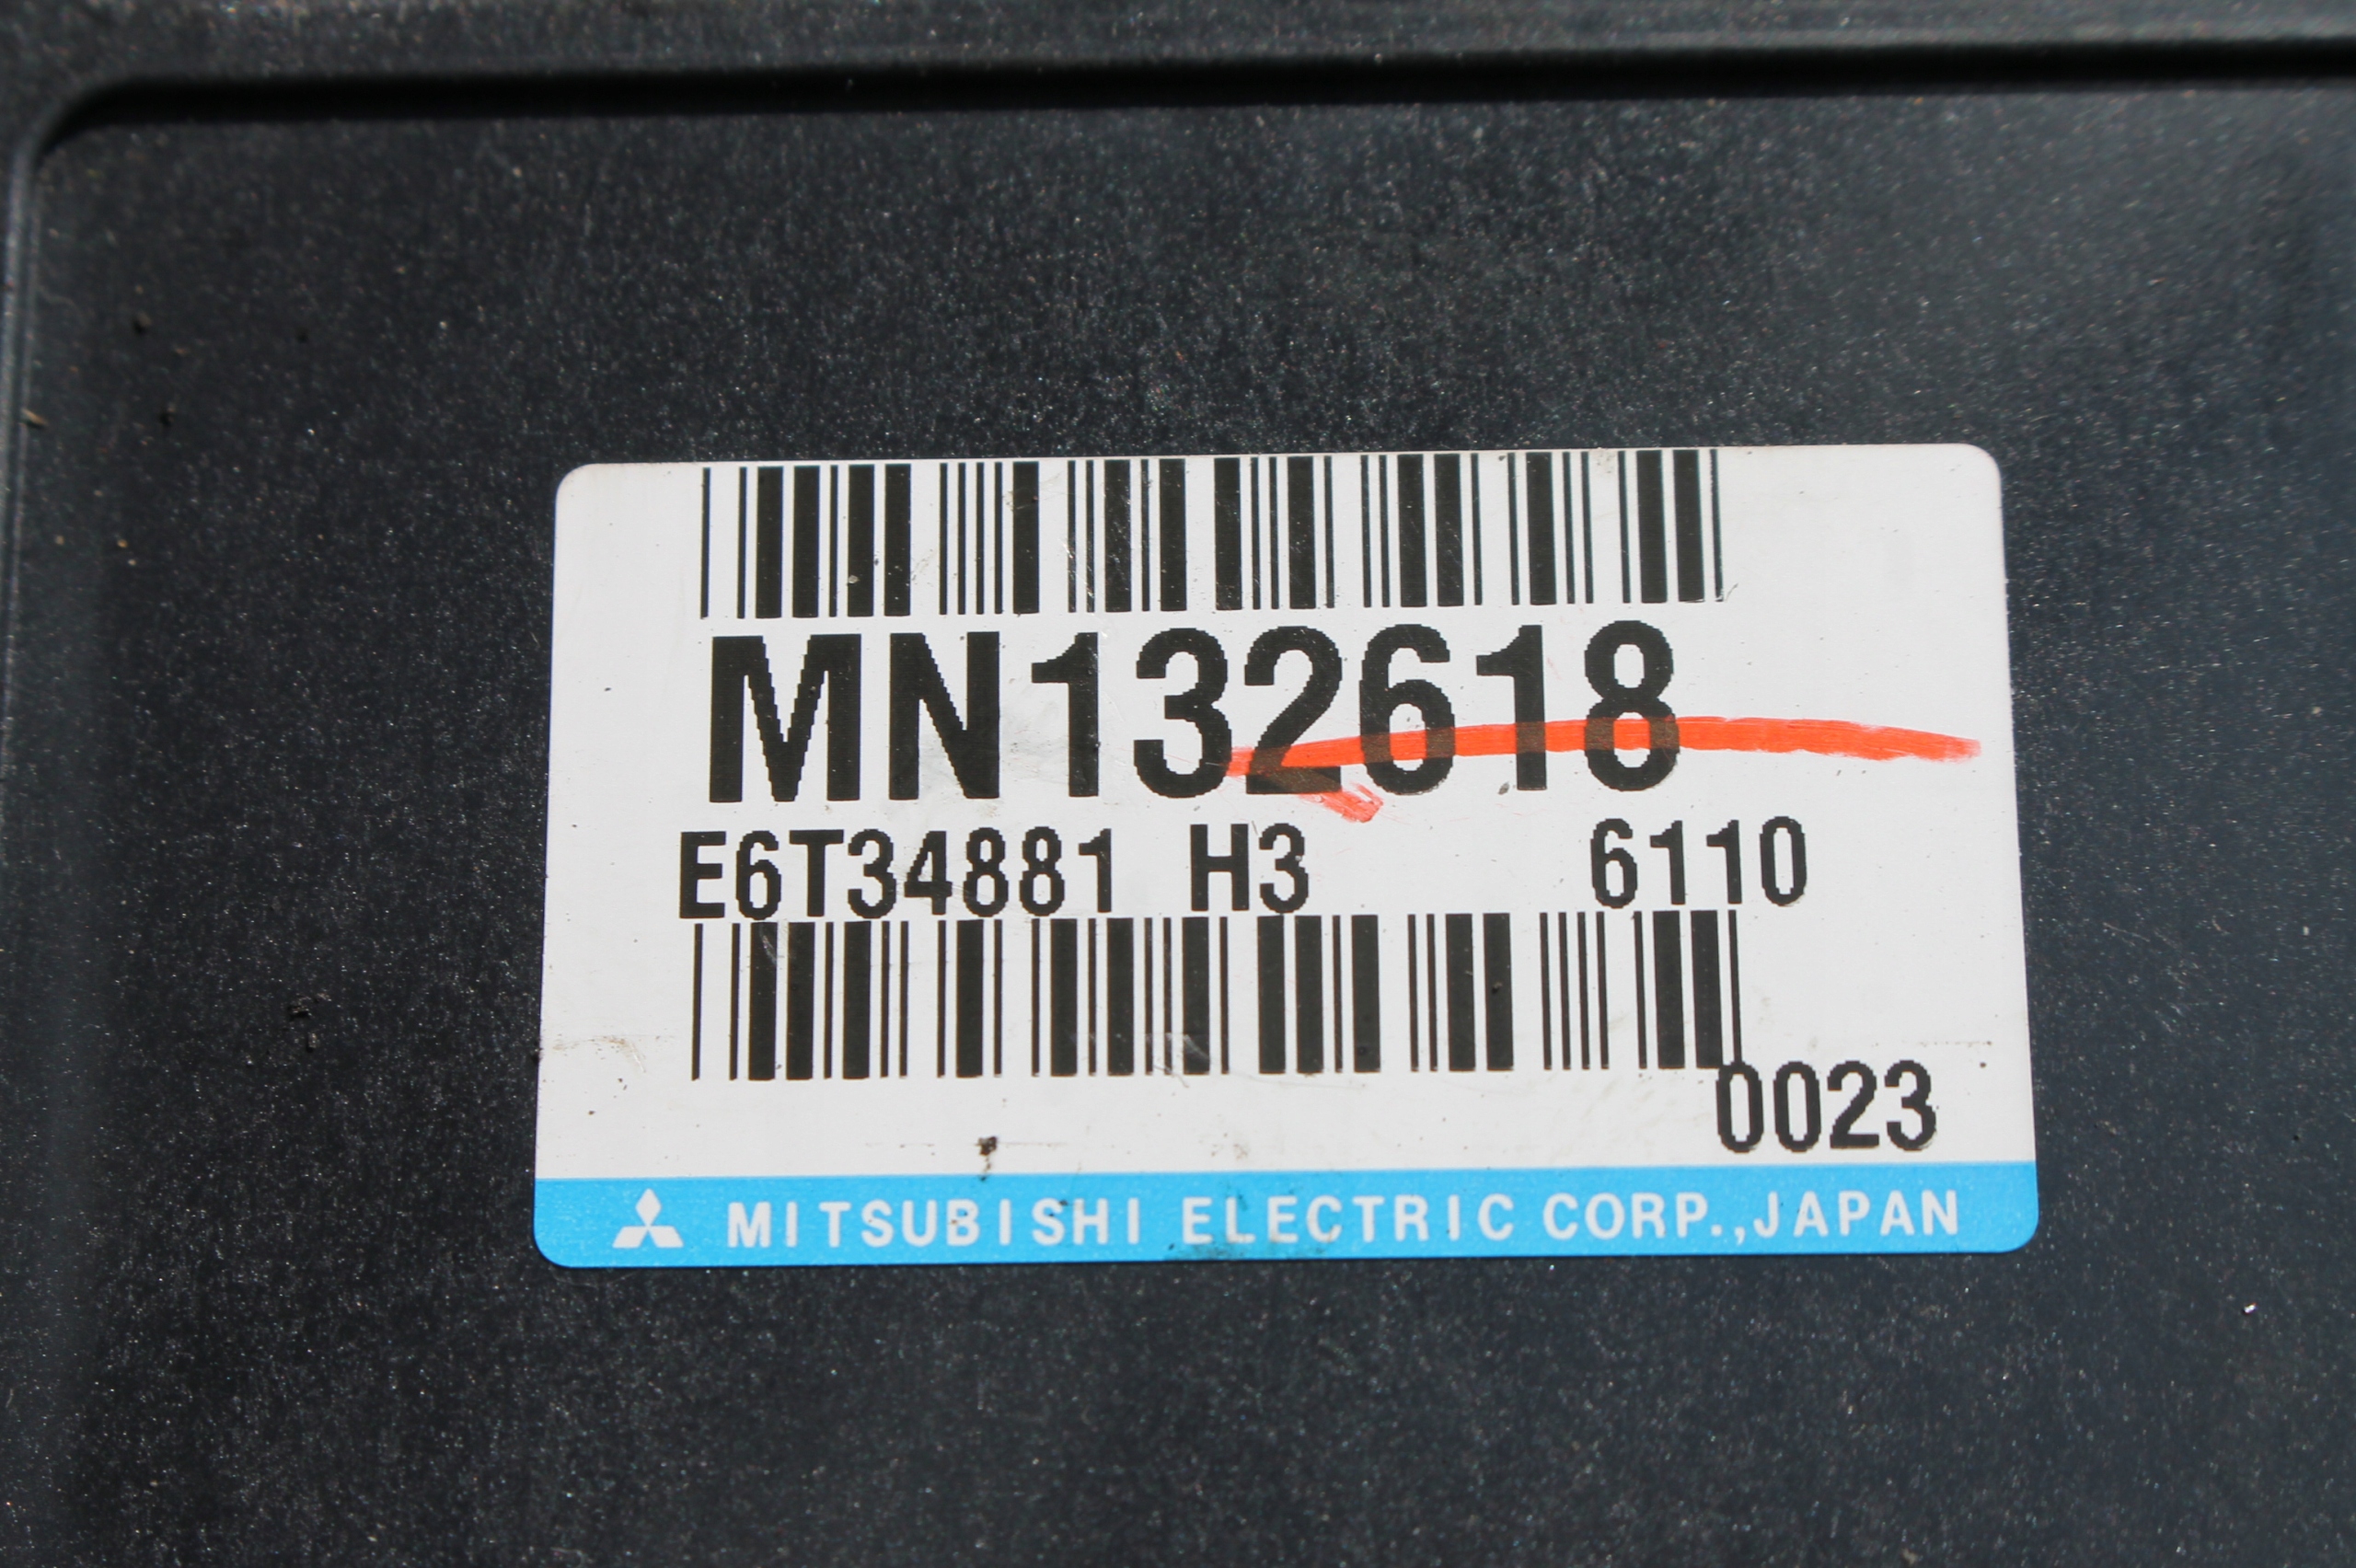 MN132618
E6T34881 H3 6110
0023
MITSUBISHI ELECTRIC CORP.,JAPAN